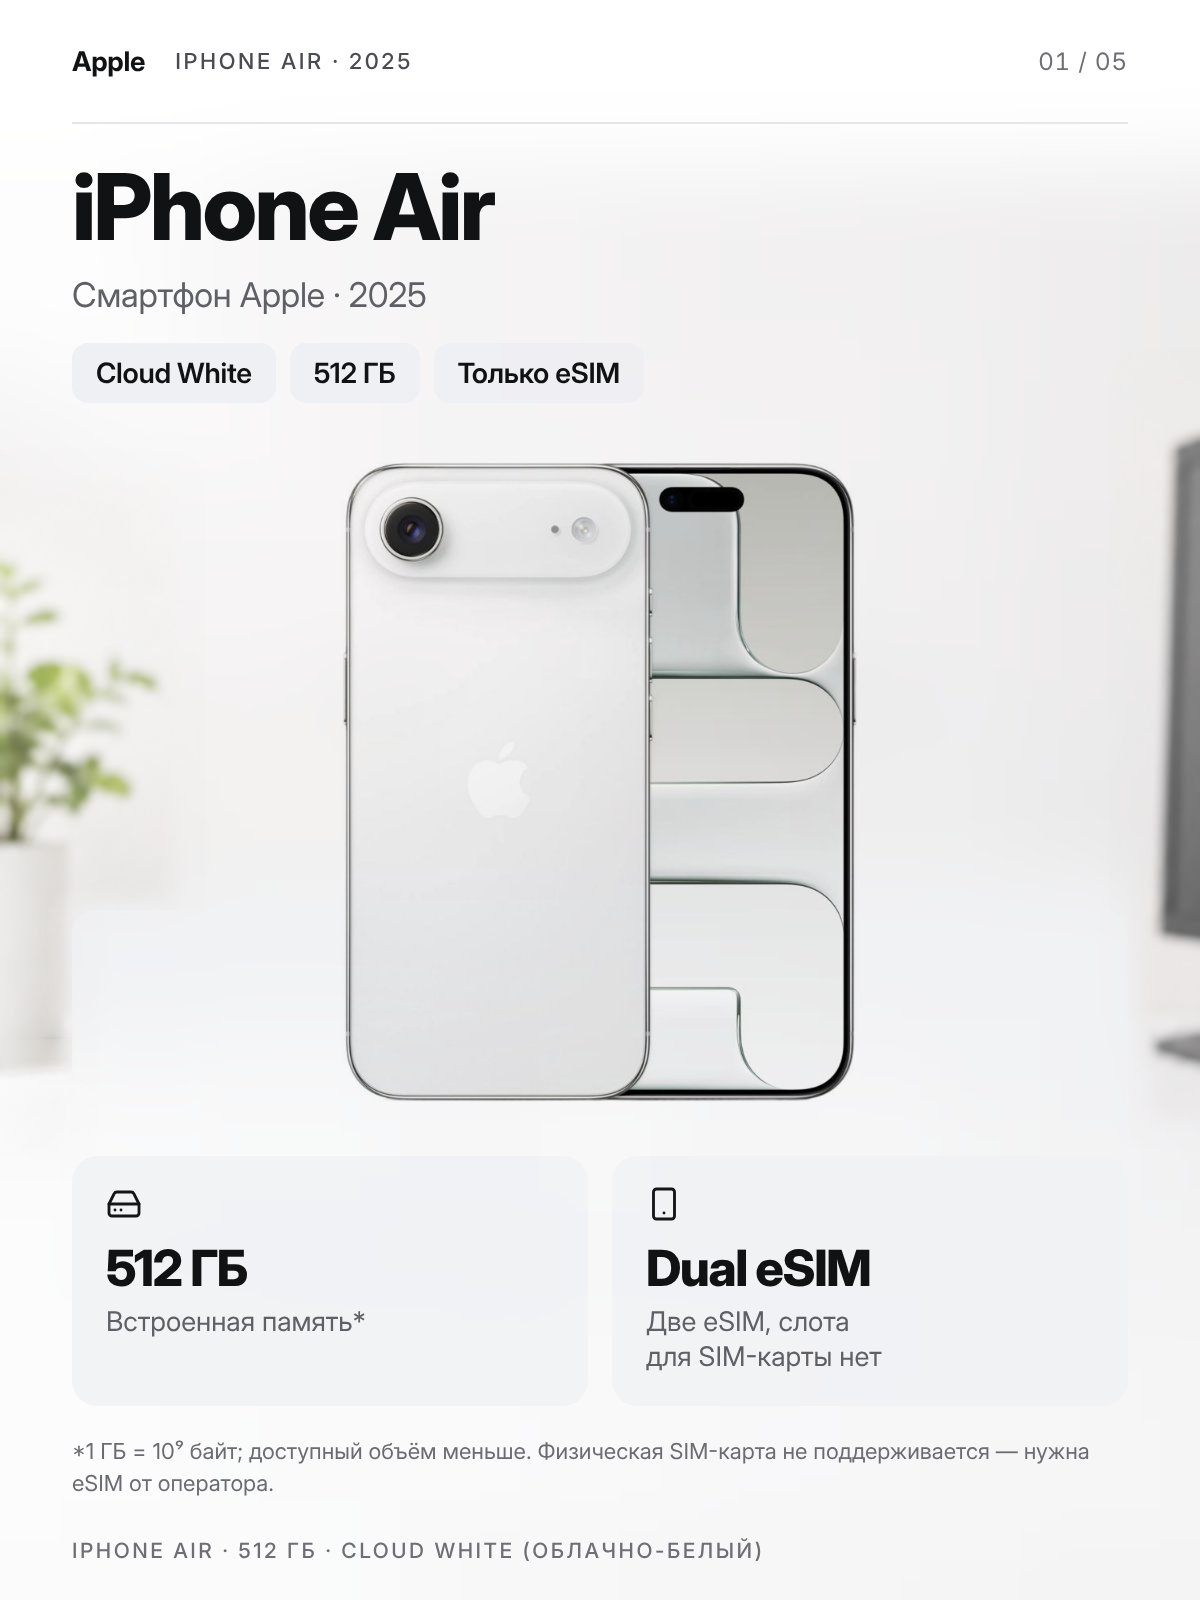 Apple IPHONE AIR · 2025 01 / 05
iPhone Air
Смартфон Apple · 2025
Cloud White 512 ГБ Только eSIM
512 ГБ
Встроенная память*
Dual eSIM
Две eSIM, слота
для SIM-карты нет
*1 ГБ = 10⁹ байт; доступный объём меньше. Физическая SIM-карта не поддерживается — нужна
eSIM от оператора.
IPHONE AIR · 512 ГБ · CLOUD WHITE (ОБЛАЧНО-БЕЛЫЙ)